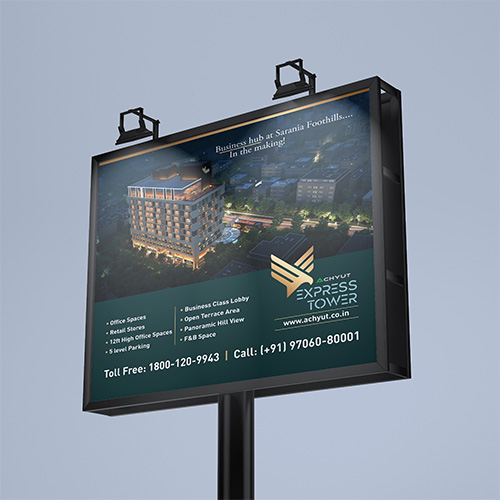 Business hub at Sarania Foothills....
In the making!
ACHYUT
EXPRESS
TOWER
www.achyut.co.in
• Office Spaces
• Retail Stores
• 12ft High Office Spaces
• 5 level Parking
• Business Class Lobby
• Open Terrace Area
• Panoramic Hill View
• F&B Space
Toll Free: 1800-120-9943 | Call: (+91) 97060-80001